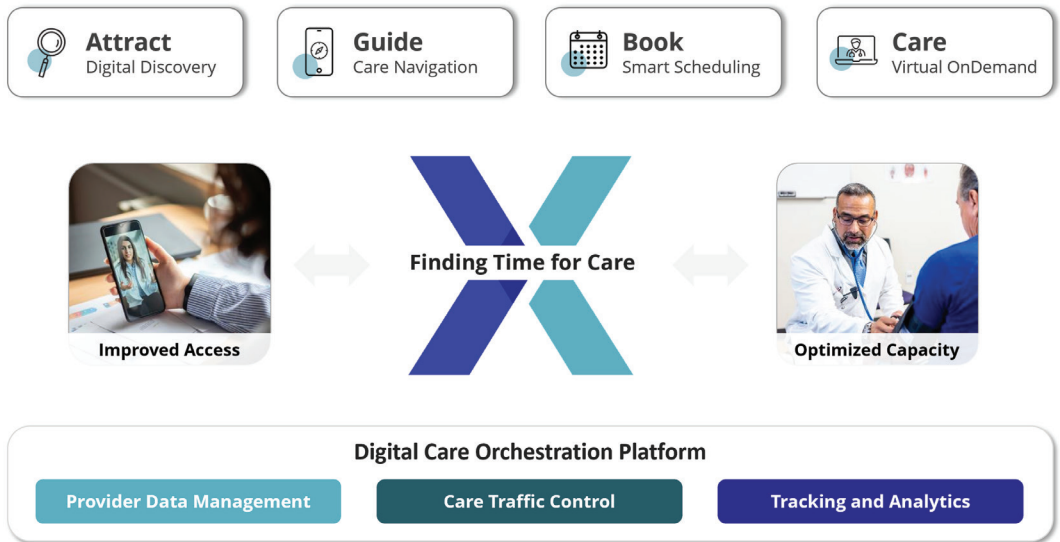 Attract
Digital Discovery
Guide
Care Navigation
Book
Smart Scheduling
Care
Virtual OnDemand
Finding Time for Care
Improved Access
Optimized Capacity
Digital Care Orchestration Platform
Provider Data Management
Care Traffic Control
Tracking and Analytics